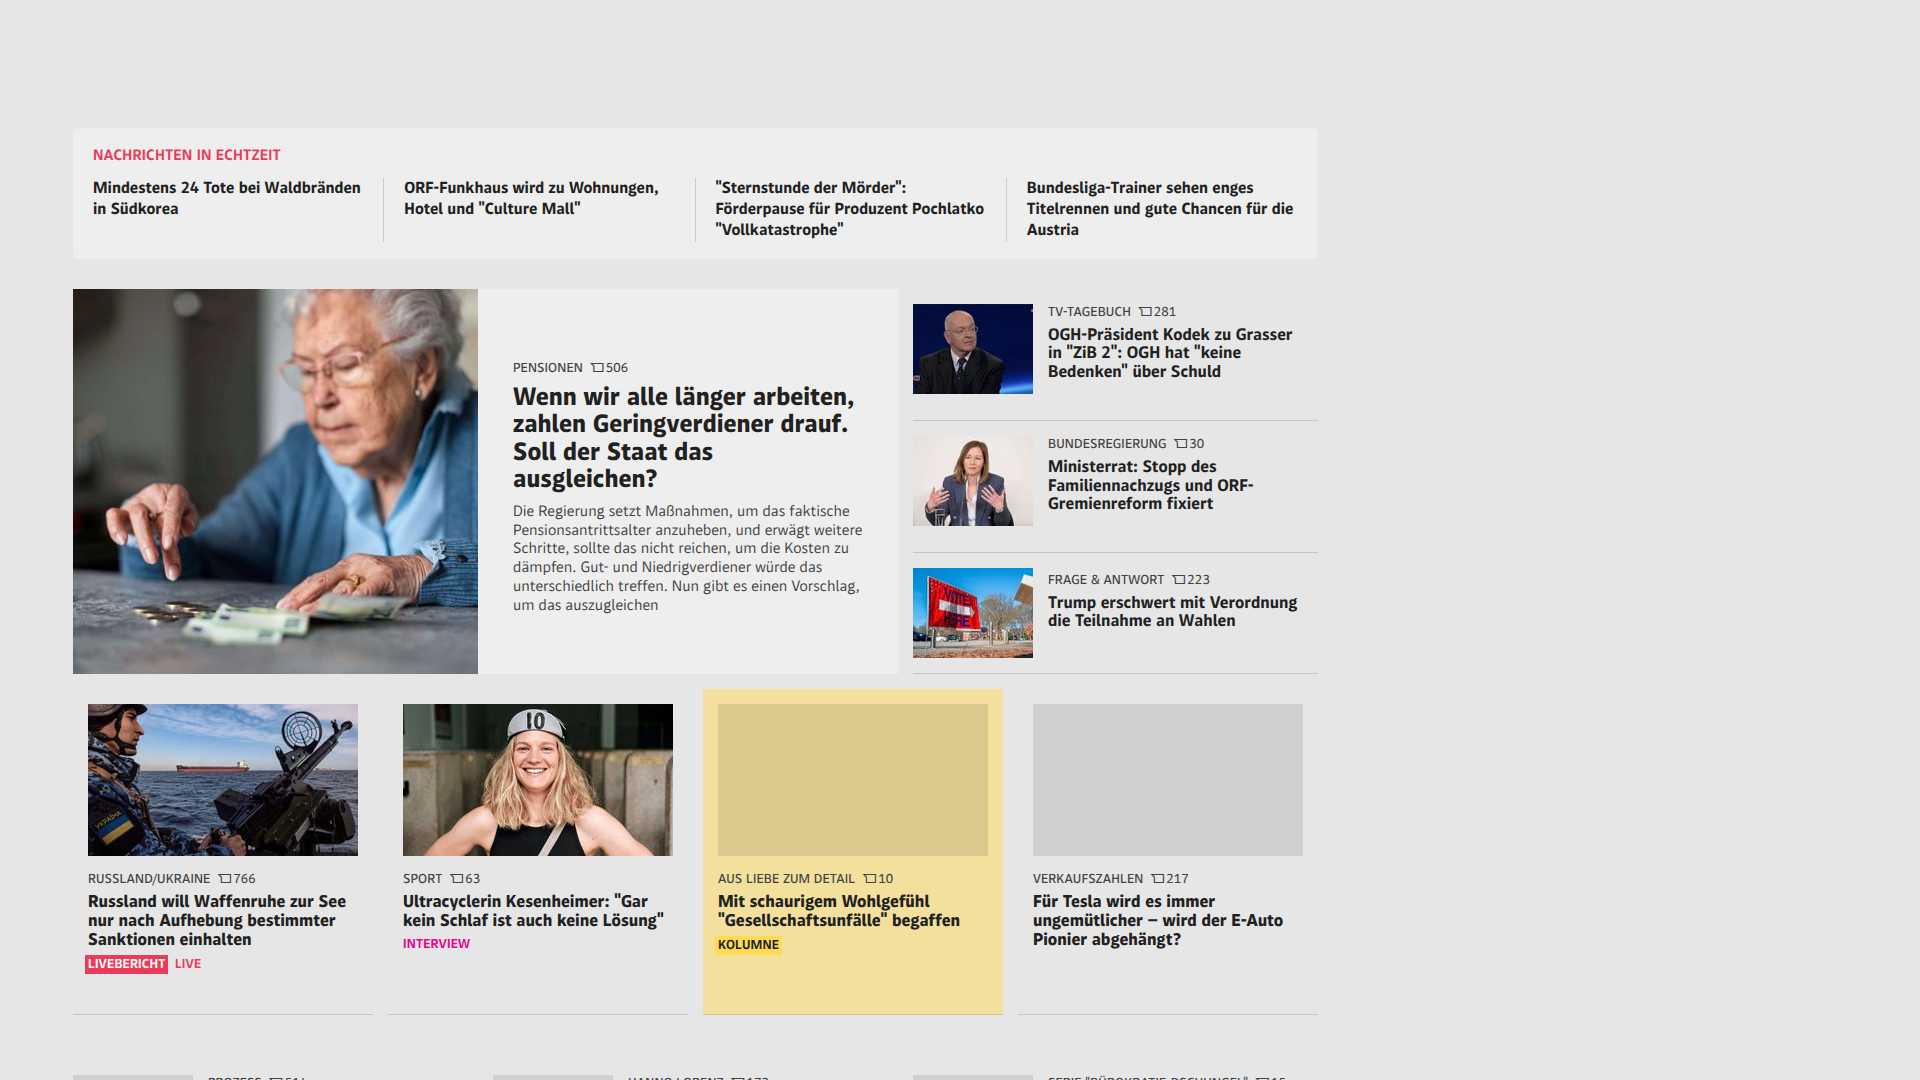 NACHRICHTEN IN ECHTZEIT
Mindestens 24 Tote bei Waldbränden
in Südkorea
ORF-Funkhaus wird zu Wohnungen,
Hotel und "Culture Mall"
"Sternstunde der Mörder":
Förderpause für Produzent Pochlatko
"Vollkatastrophe"
Bundesliga-Trainer sehen enges
Titelrennen und gute Chancen für die
Austria
PENSIONEN 506
Wenn wir alle länger arbeiten,
zahlen Geringverdiener drauf.
Soll der Staat das
ausgleichen?
Die Regierung setzt Maßnahmen, um das faktische
Pensionsantrittsalter anzuheben, und erwägt weitere
Schritte, sollte das nicht reichen, um die Kosten zu
dämpfen. Gut- und Niedrigverdiener würde das
unterschiedlich treffen. Nun gibt es einen Vorschlag,
um das auszugleichen
TV-TAGEBUCH 281
OGH-Präsident Kodek zu Grasser
in "ZiB 2": OGH hat "keine
Bedenken" über Schuld
BUNDESREGIERUNG 30
Ministerrat: Stopp des
Familiennachzugs und ORF-
Gremienreform fixiert
VOTE
HERE
FRAGE & ANTWORT 223
Trump erschwert mit Verordnung
die Teilnahme an Wahlen
УКРАЇНА
RUSSLAND/UKRAINE 766
Russland will Waffenruhe zur See
nur nach Aufhebung bestimmter
Sanktionen einhalten
LIVEBERICHT LIVE
10
SPORT 63
Ultracyclerin Kesenheimer: "Gar
kein Schlaf ist auch keine Lösung"
INTERVIEW
AUS LIEBE ZUM DETAIL 10
Mit schaurigem Wohlgefühl
"Gesellschaftsunfälle" begaffen
KOLUMNE
VERKAUFSZAHLEN 217
Für Tesla wird es immer
ungemütlicher – wird der E-Auto
Pionier abgehängt?